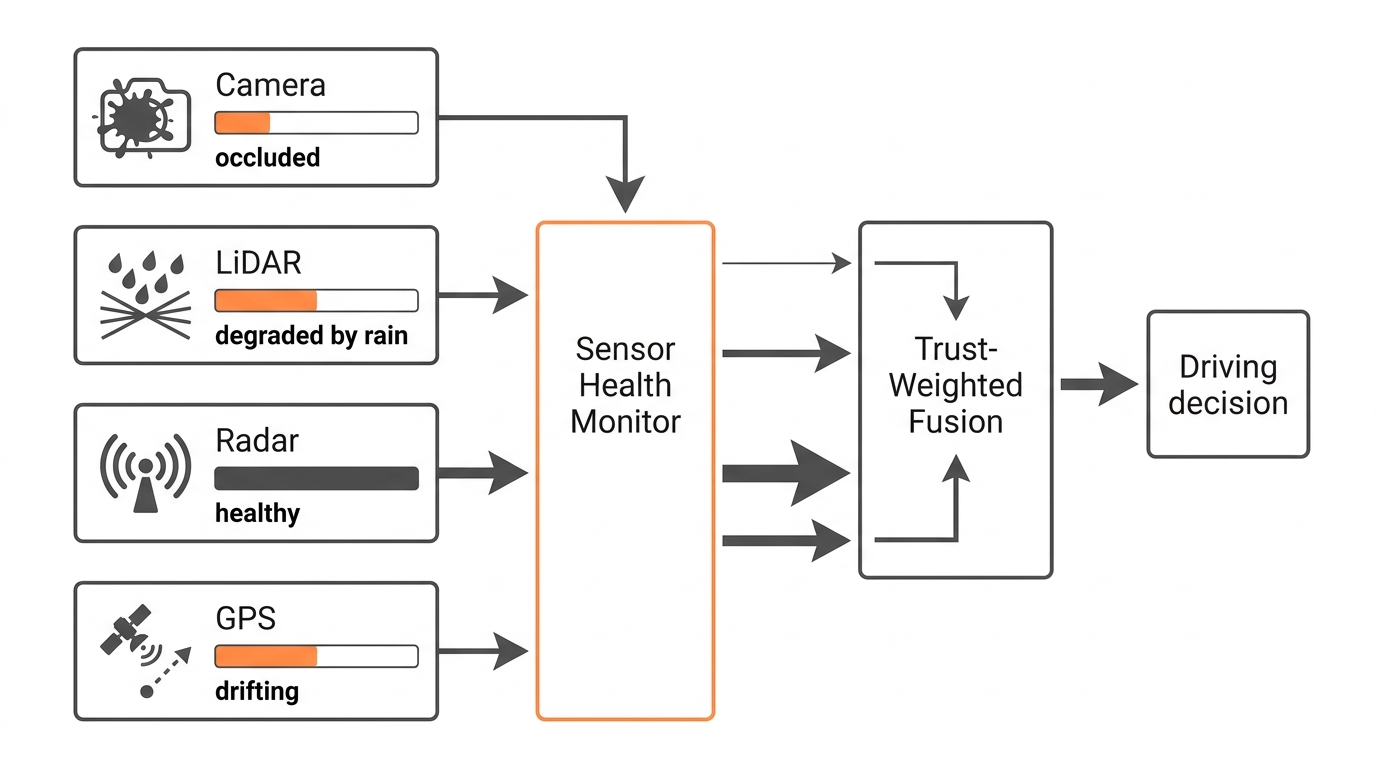 Camera
occluded
LiDAR
degraded by rain
Radar
healthy
GPS
drifting
Sensor
Health
Monitor
Trust-
Weighted
Fusion
Driving
decision